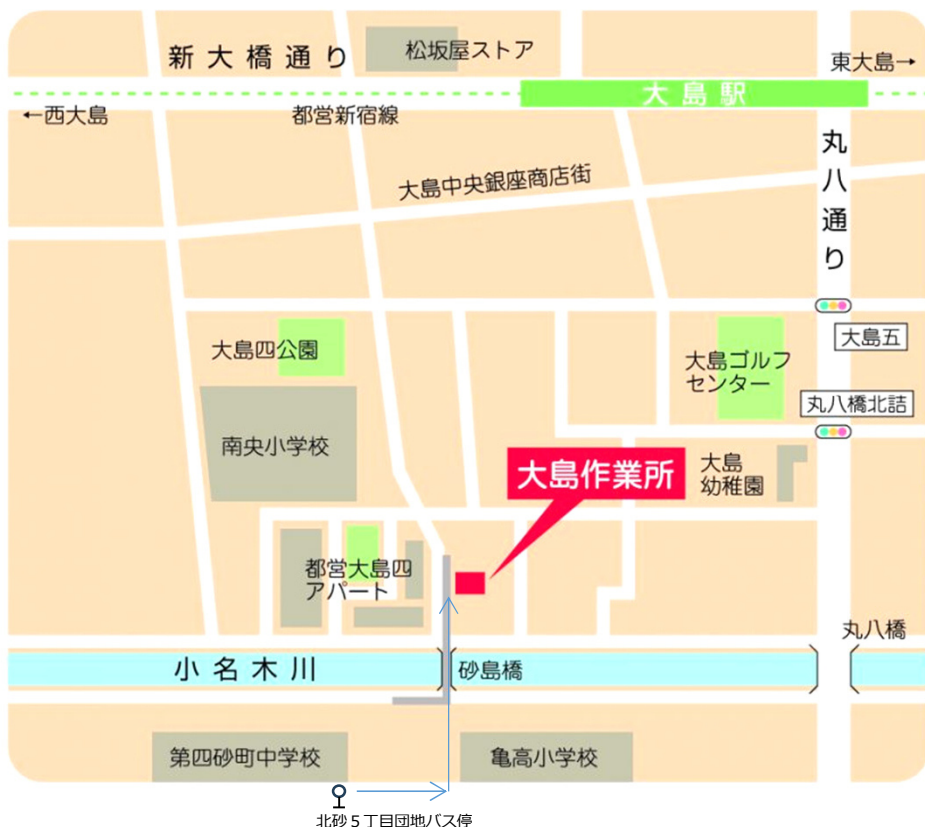 新大橋通り
松坂屋ストア
東大島→
大島駅
←西大島
都営新宿線
丸八通り
大島中央銀座商店街
大島五
大島四公園
大島ゴルフ
センター
丸八橋北詰
南央小学校
大島作業所
大島
幼稚園
都営大島四
アパート
丸八橋
小名木川
砂島橋
第四砂町中学校
亀高小学校
北砂５丁目団地バス停